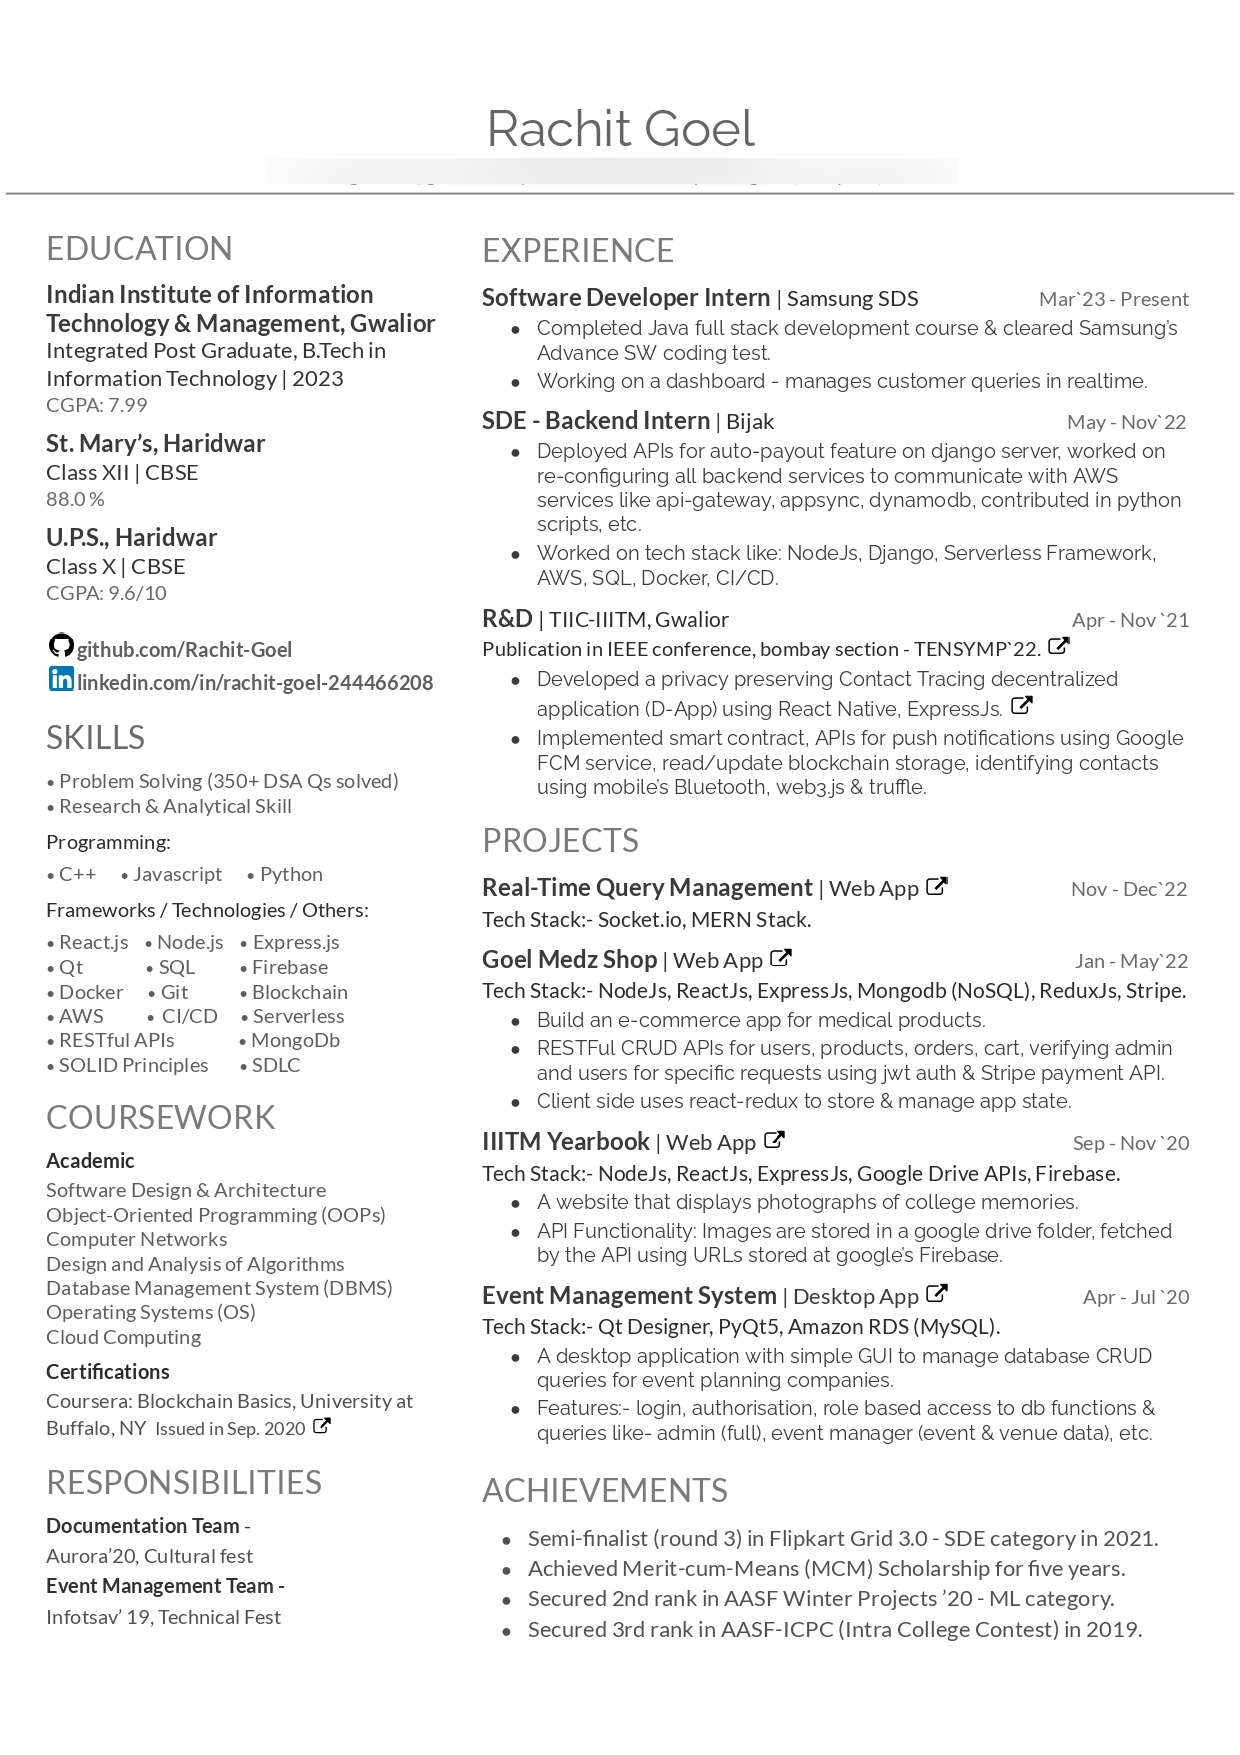 Rachit Goel
EDUCATION
Indian Institute of Information
Technology & Management, Gwalior
Integrated Post Graduate, B.Tech in
Information Technology | 2023
CGPA: 7.99
St. Mary’s, Haridwar
Class XII | CBSE
88.0 %
U.P.S., Haridwar
Class X | CBSE
CGPA: 9.6/10
github.com/Rachit-Goel
linkedin.com/in/rachit-goel-244466208
SKILLS
• Problem Solving (350+ DSA Qs solved)
• Research & Analytical Skill
Programming:
• C++ • Javascript • Python
Frameworks / Technologies / Others:
• React.js • Node.js • Express.js
• Qt • SQL • Firebase
• Docker • Git • Blockchain
• AWS • CI/CD • Serverless
• RESTful APIs • MongoDb
• SOLID Principles • SDLC
COURSEWORK
Academic
Software Design & Architecture
Object-Oriented Programming (OOPs)
Computer Networks
Design and Analysis of Algorithms
Database Management System (DBMS)
Operating Systems (OS)
Cloud Computing
Certifications
Coursera: Blockchain Basics, University at
Buffalo, NY Issued in Sep. 2020
RESPONSIBILITIES
Documentation Team -
Aurora’20, Cultural fest
Event Management Team -
Infotsav’ 19, Technical Fest
EXPERIENCE
Software Developer Intern | Samsung SDS Mar`23 - Present
● Completed Java full stack development course & cleared Samsung’s
Advance SW coding test.
● Working on a dashboard - manages customer queries in realtime.
SDE - Backend Intern | Bijak May - Nov`22
● Deployed APIs for auto-payout feature on django server, worked on
re-configuring all backend services to communicate with AWS
services like api-gateway, appsync, dynamodb, contributed in python
scripts, etc.
● Worked on tech stack like: NodeJs, Django, Serverless Framework,
AWS, SQL, Docker, CI/CD.
R&D | TIIC-IIITM, Gwalior Apr - Nov `21
Publication in IEEE conference, bombay section - TENSYMP`22.
● Developed a privacy preserving Contact Tracing decentralized
application (D-App) using React Native, ExpressJs.
● Implemented smart contract, APIs for push notifications using Google
FCM service, read/update blockchain storage, identifying contacts
using mobile’s Bluetooth, web3.js & truffle.
PROJECTS
Real-Time Query Management | Web App Nov - Dec`22
Tech Stack:- Socket.io, MERN Stack.
Goel Medz Shop | Web App Jan - May`22
Tech Stack:- NodeJs, ReactJs, ExpressJs, Mongodb (NoSQL), ReduxJs, Stripe.
● Build an e-commerce app for medical products.
● RESTFul CRUD APIs for users, products, orders, cart, verifying admin
and users for specific requests using jwt auth & Stripe payment API.
● Client side uses react-redux to store & manage app state.
IIITM Yearbook | Web App Sep - Nov `20
Tech Stack:- NodeJs, ReactJs, ExpressJs, Google Drive APIs, Firebase.
● A website that displays photographs of college memories.
● API Functionality: Images are stored in a google drive folder, fetched
by the API using URLs stored at google’s Firebase.
Event Management System | Desktop App Apr - Jul `20
Tech Stack:- Qt Designer, PyQt5, Amazon RDS (MySQL).
● A desktop application with simple GUI to manage database CRUD
queries for event planning companies.
● Features:- login, authorisation, role based access to db functions &
queries like- admin (full), event manager (event & venue data), etc.
ACHIEVEMENTS
● Semi-finalist (round 3) in Flipkart Grid 3.0 - SDE category in 2021.
● Achieved Merit-cum-Means (MCM) Scholarship for five years.
● Secured 2nd rank in AASF Winter Projects ’20 - ML category.
● Secured 3rd rank in AASF-ICPC (Intra College Contest) in 2019.